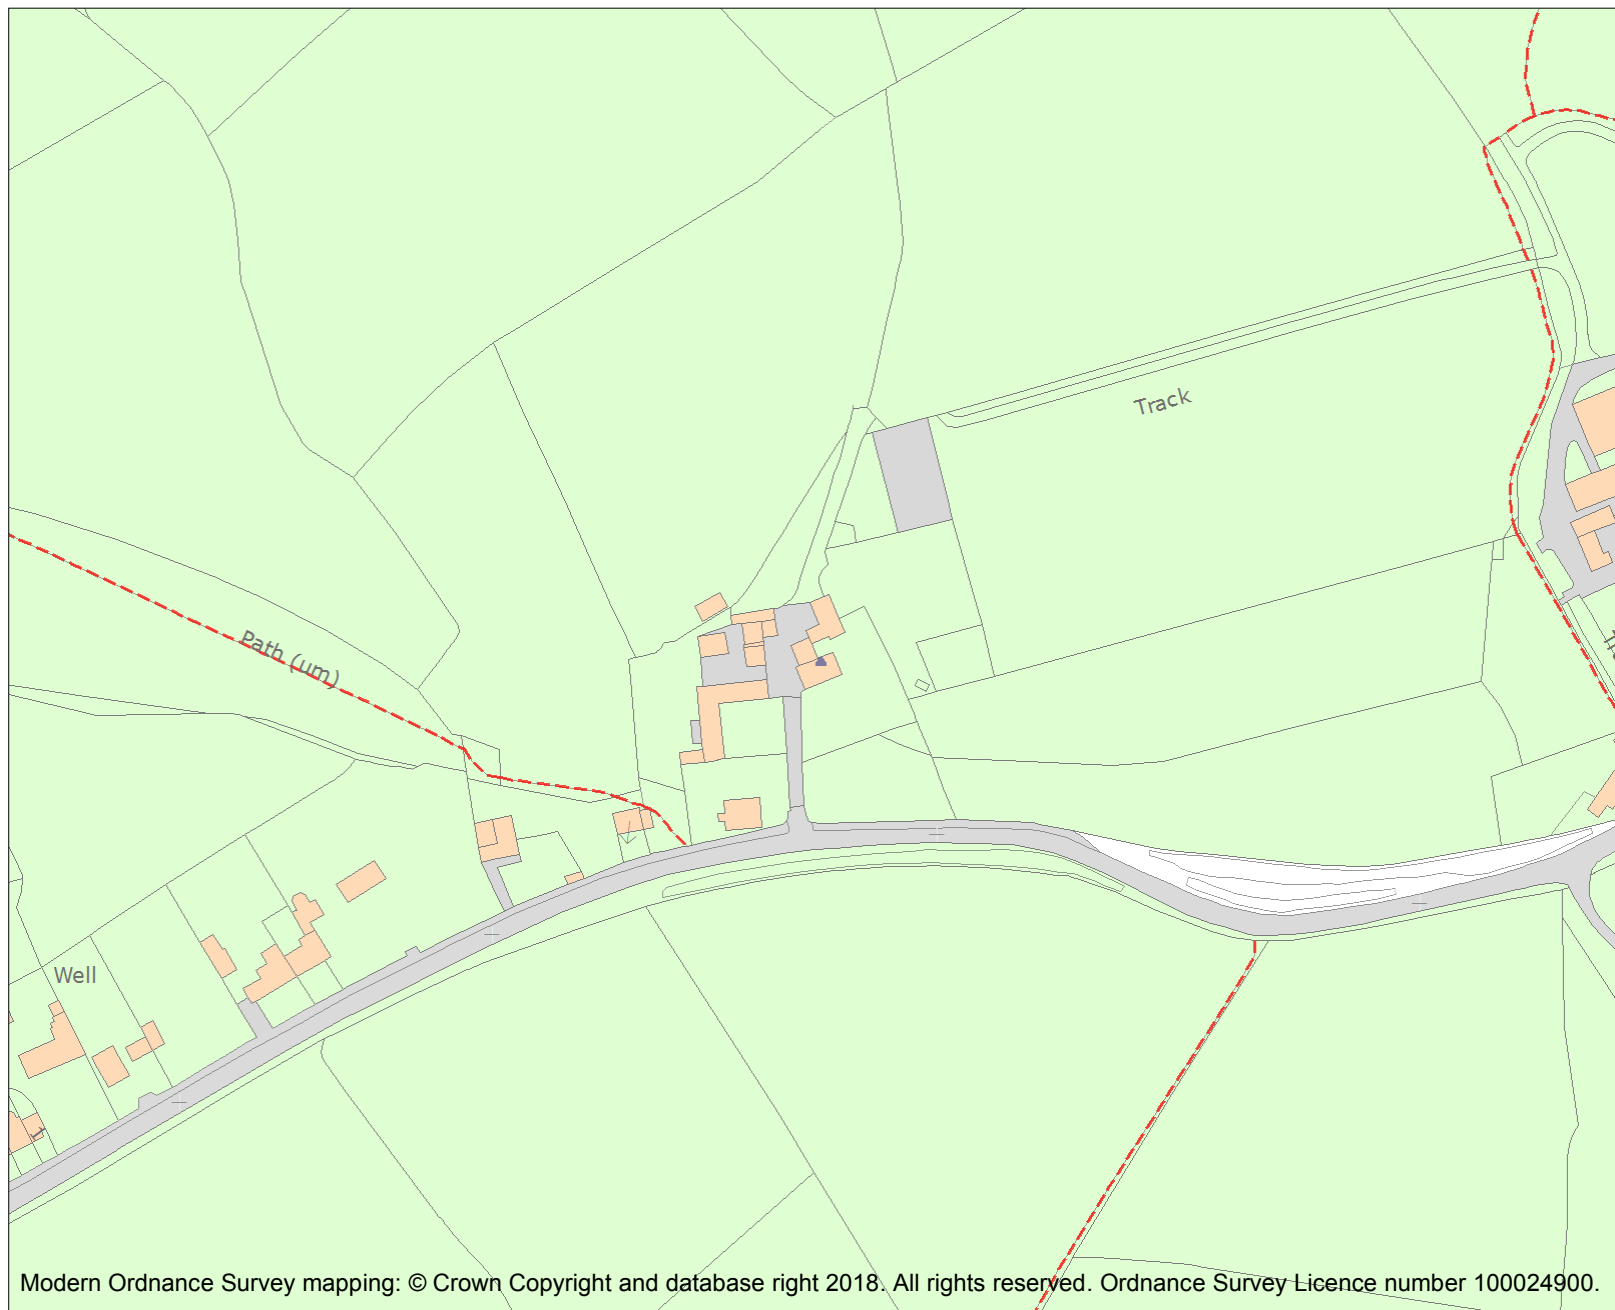 Track
Path (um)
Well
1
Modern Ordnance Survey mapping: © Crown Copyright and database right 2018. All rights reserved. Ordnance Survey Licence number 100024900.